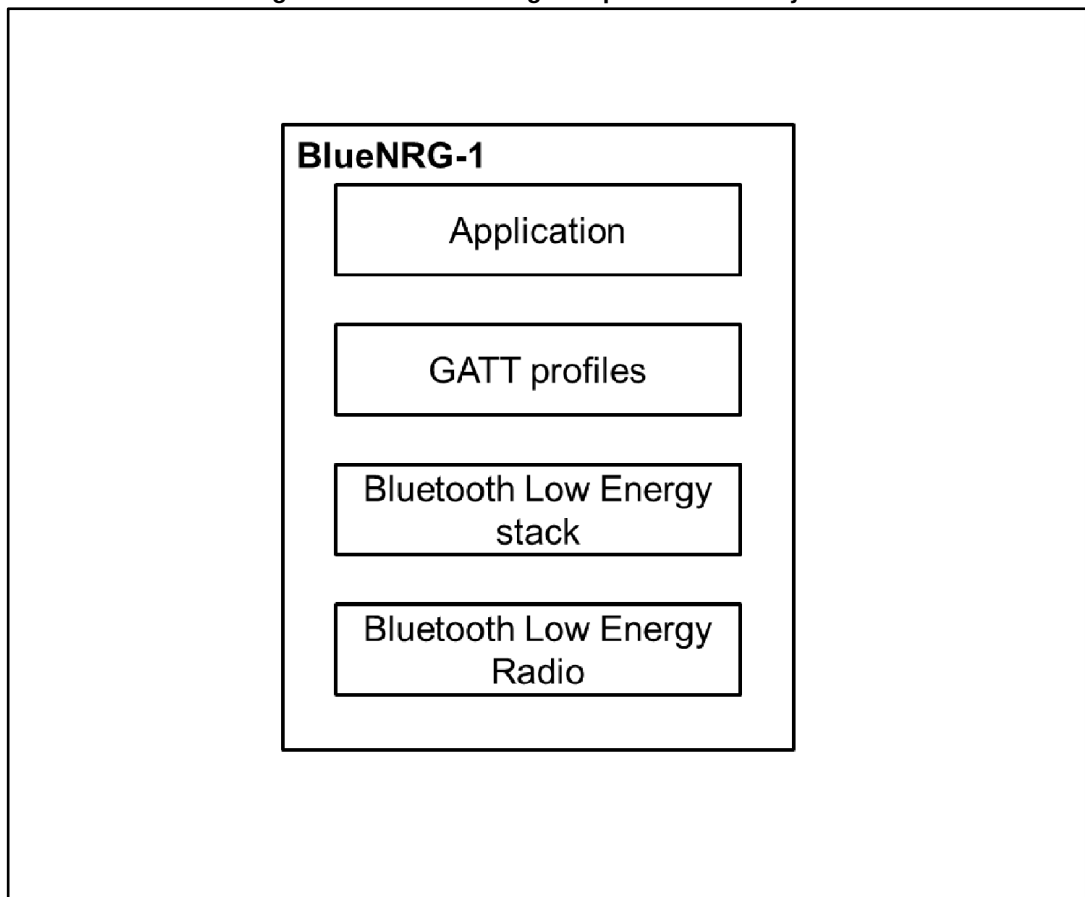 BlueNRG-1
Application
GATT profiles
Bluetooth Low Energy
stack
Bluetooth Low Energy
Radio